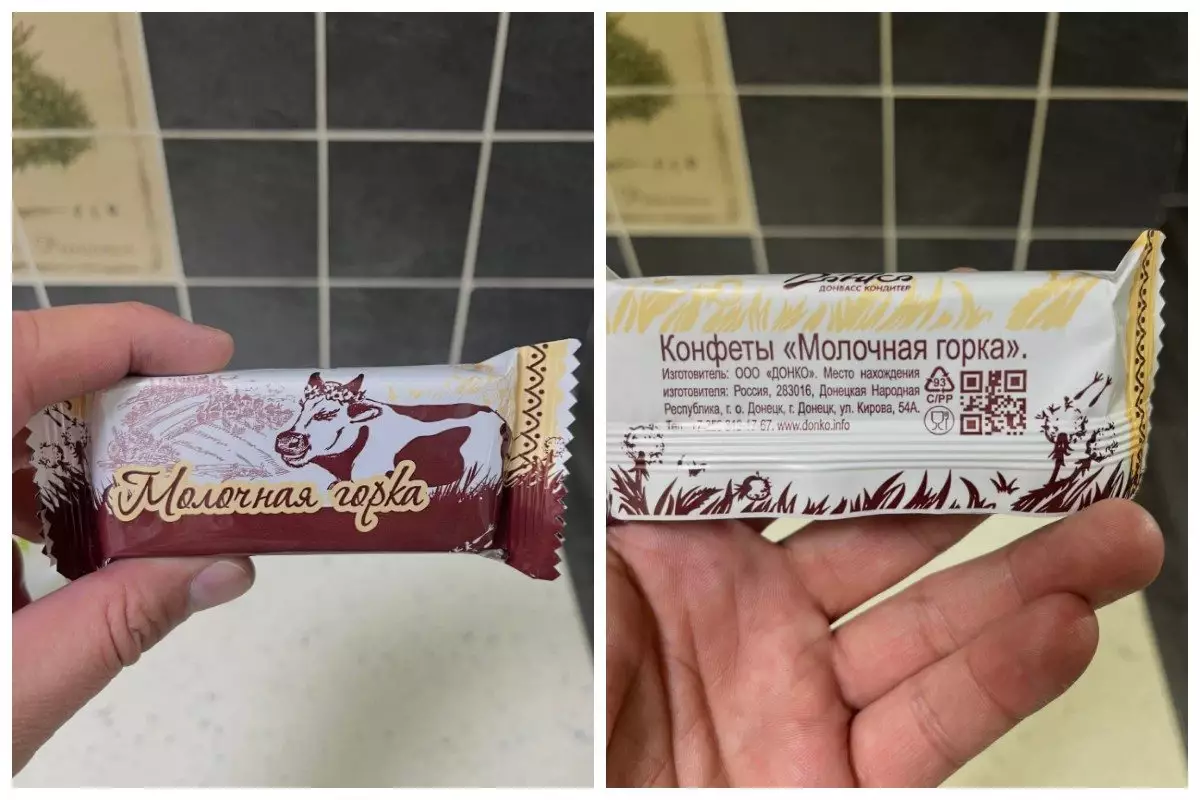 Молочная горка
Донко
ДОНБАСС КОНДИТЕР
Конфеты «Молочная горка».
Изготовитель: ООО «ДОНКО». Место нахождения
изготовителя: Россия, 283016, Донецкая Народная
Республика, г. о. Донецк, г. Донецк, ул. Кирова, 54А.
www.donko.info
93
C/PP